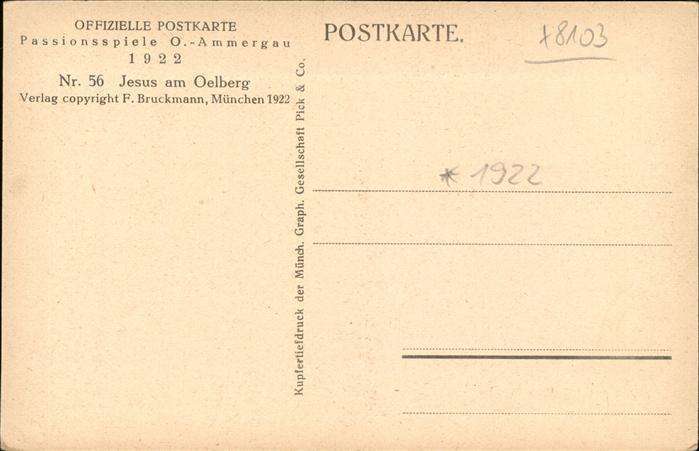 OFFIZIELLE POSTKARTE
Passionsspiele O.-Ammergau
1922
Nr. 56 Jesus am Oelberg
Verlag copyright F. Bruckmann, München 1922
Kupfertiefdruck der Münch. Graph. Gesellschaft Pick & Co.
POSTKARTE.
+8103
* 1922